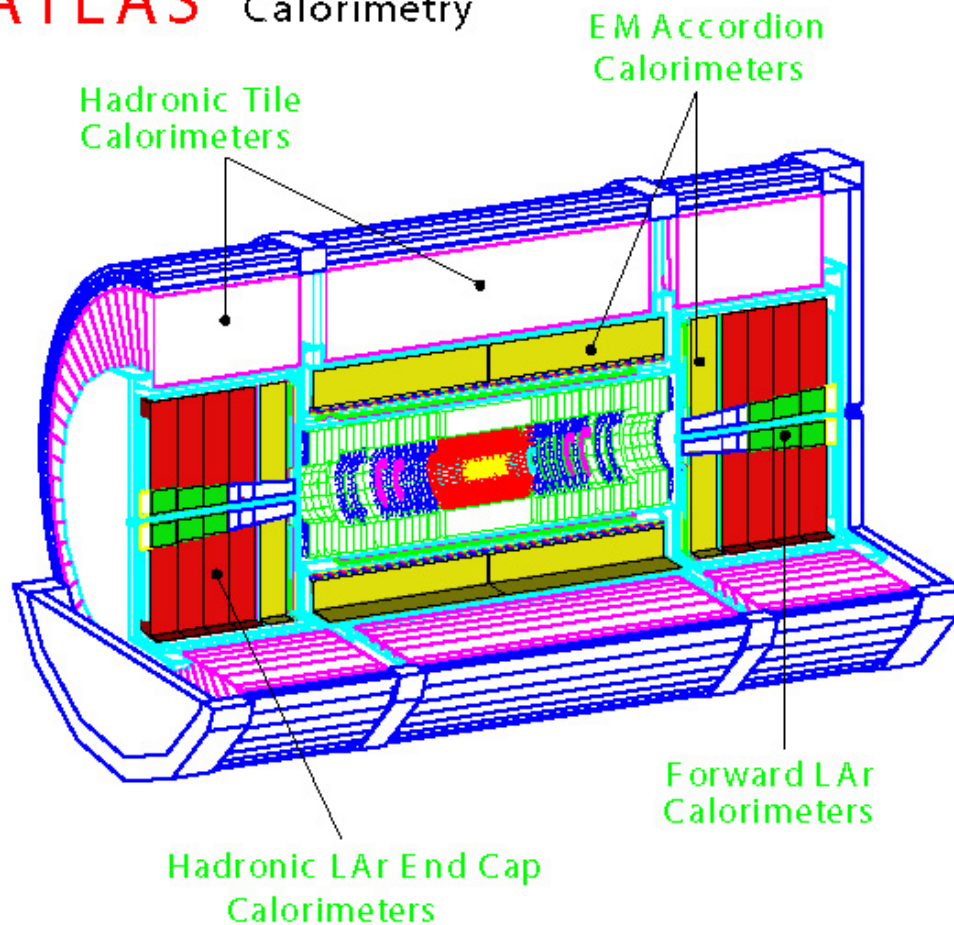 ATLAS Calorimetry
EM Accordion
Calorimeters
Hadronic Tile
Calorimeters
Forward LAr
Calorimeters
Hadronic LAr End Cap
Calorimeters